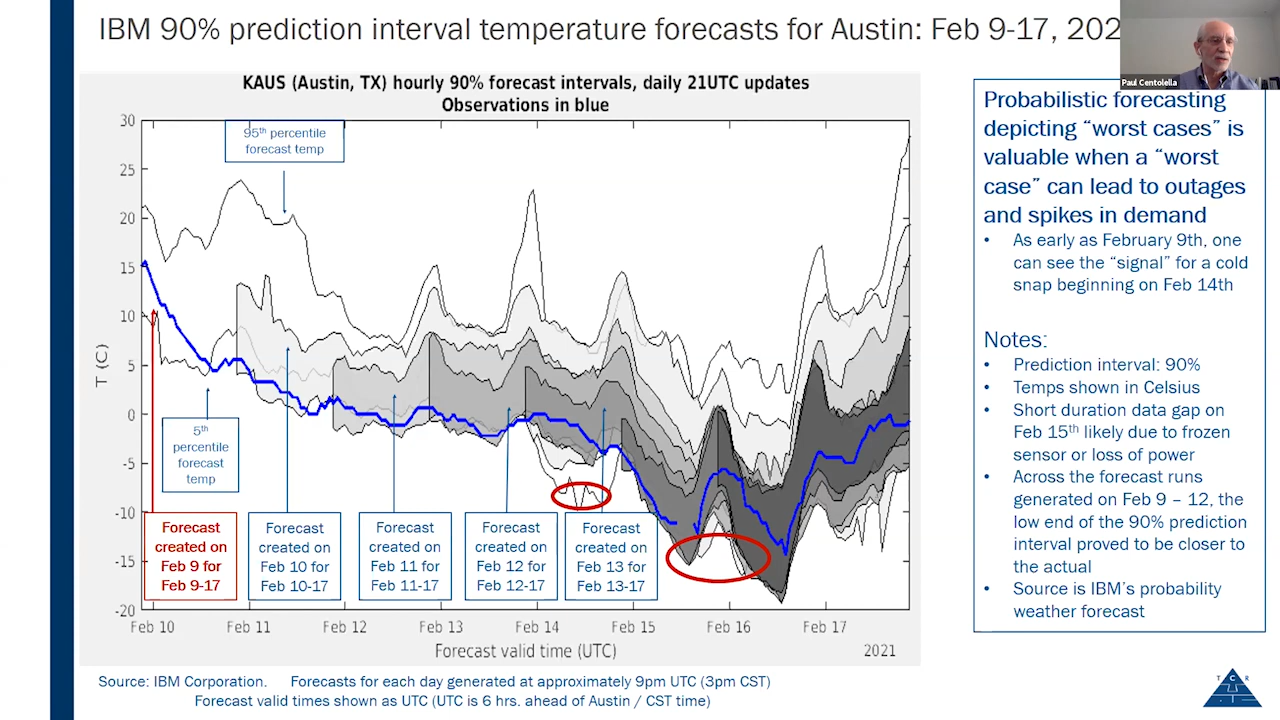 IBM 90% prediction interval temperature forecasts for Austin: Feb 9-17, 202
Paul Centolella
KAUS (Austin, TX) hourly 90% forecast intervals, daily 21UTC updates
Observations in blue
30
25
20
15
10
5
0
-5
-10
-15
-20
T (C)
95th percentile
forecast temp
5th
percentile
forecast
temp
Forecast
created on
Feb 9 for
Feb 9-17
Forecast
created on
Feb 10 for
Feb 10-17
Forecast
created on
Feb 11 for
Feb 11-17
Forecast
created on
Feb 12 for
Feb 12-17
Forecast
created on
Feb 13 for
Feb 13-17
Feb 10 Feb 11 Feb 12 Feb 13 Feb 14 Feb 15 Feb 16 Feb 17
Forecast valid time (UTC)
2021
Source: IBM Corporation. Forecasts for each day generated at approximately 9pm UTC (3pm CST)
Forecast valid times shown as UTC (UTC is 6 hrs. ahead of Austin / CST time)
Probabilistic forecasting
depicting “worst cases” is
valuable when a “worst
case” can lead to outages
and spikes in demand
• As early as February 9th, one
can see the “signal” for a cold
snap beginning on Feb 14th
Notes:
• Prediction interval: 90%
• Temps shown in Celsius
• Short duration data gap on
Feb 15th likely due to frozen
sensor or loss of power
• Across the forecast runs
generated on Feb 9 – 12, the
low end of the 90% prediction
interval proved to be closer to
the actual
• Source is IBM’s probability
weather forecast
T C R